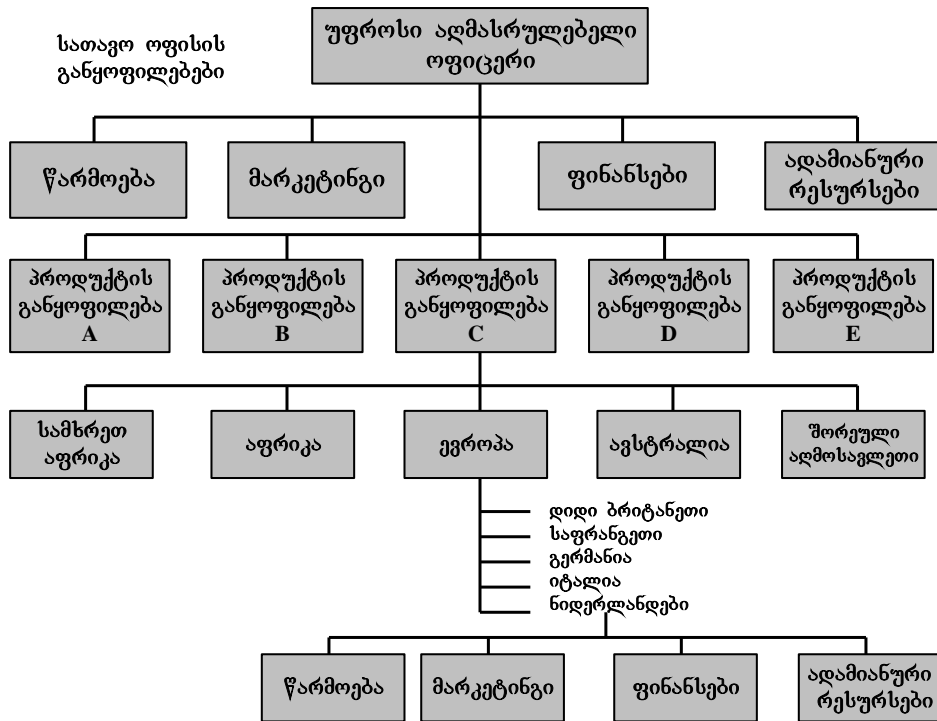 უფროსი აღმასრულებელი
ოფიცერი
სათავო ოფისის
განყოფილებები
წარმოება
მარკეტინგი
ფინანსები
ადამიანური
რესურსები
პროდუქტის
განყოფილება
A
პროდუქტის
განყოფილება
B
პროდუქტის
განყოფილება
C
პროდუქტის
განყოფილება
D
პროდუქტის
განყოფილება
E
სამხრეთ
აფრიკა
აფრიკა
ევროპა
ავსტრალია
შორეული
აღმოსავლეთი
დიდი ბრიტანეთი
საფრანგეთი
გერმანია
იტალია
ნიდერლანდები
წარმოება
მარკეტინგი
ფინანსები
ადამიანური
რესურსები